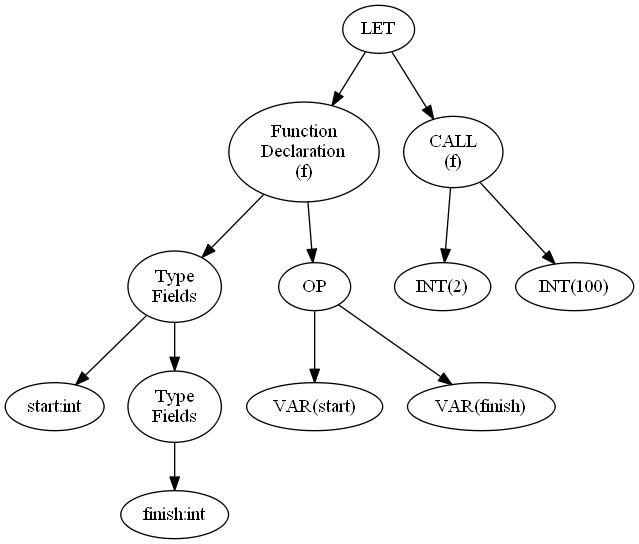 LET
Function
Declaration
(f)
CALL
(f)
Type
Fields
OP
INT(2)
INT(100)
start:int
Type
Fields
VAR(start)
VAR(finish)
finish:int